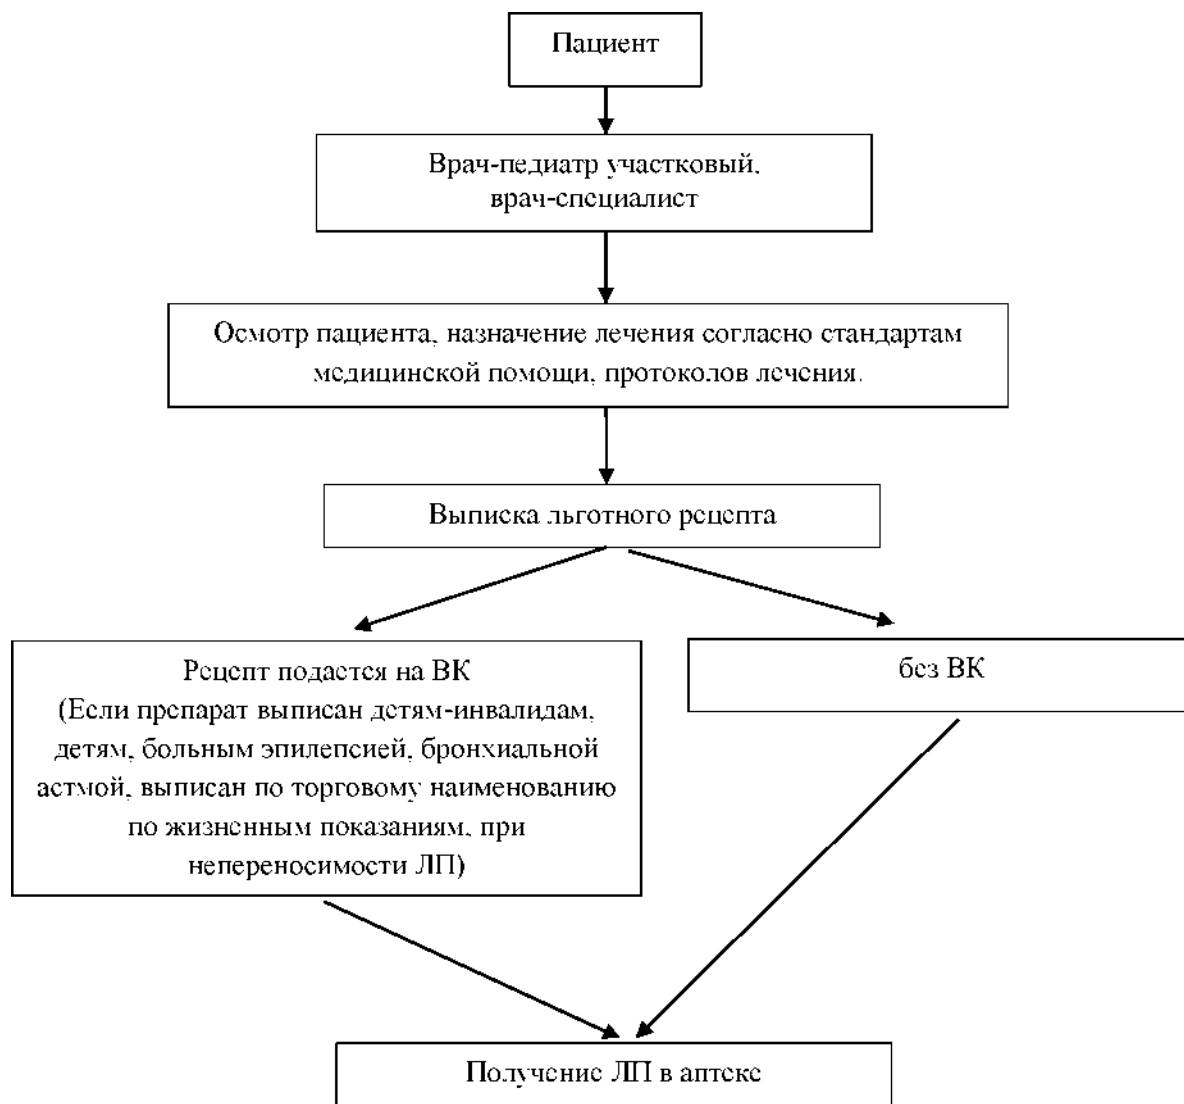 Пациент
Врач-педиатр участковый,
врач-специалист
Осмотр пациента, назначение лечения согласно стандартам
медицинской помощи, протоколов лечения.
Выписка льготного рецепта
Рецепт подается на ВК
(Если препарат выписан детям-инвалидам,
детям, больным эпилепсией, бронхиальной
астмой, выписан по торговому наименованию
по жизненным показаниям, при
непереносимости ЛП)
без ВК
Получение ЛП в аптеке